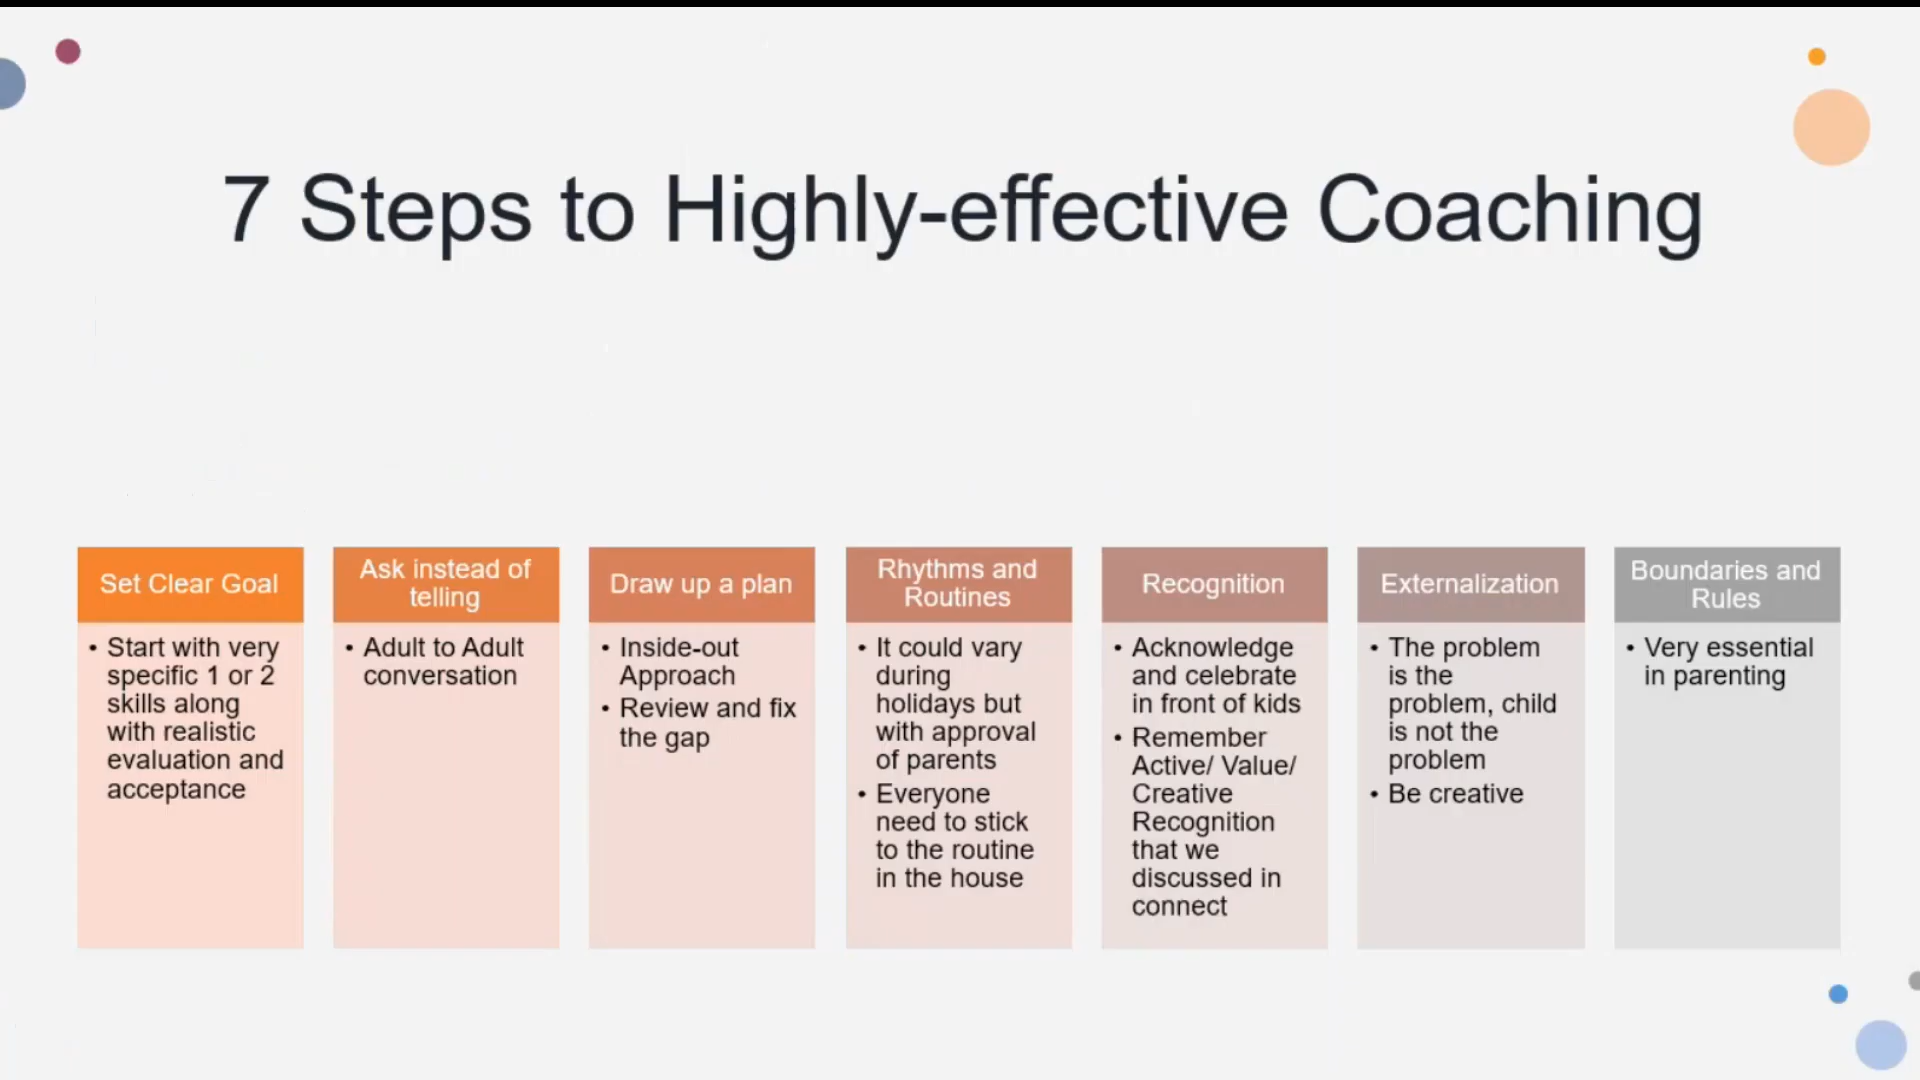 7 Steps to Highly-effective Coaching
Set Clear Goal
• Start with very
specific 1 or 2
skills along
with realistic
evaluation and
acceptance
Ask instead of
telling
• Adult to Adult
conversation
Draw up a plan
• Inside-out
Approach
• Review and fix
the gap
Rhythms and
Routines
• It could vary
during
holidays but
with approval
of parents
• Everyone
need to stick
to the routine
in the house
Recognition
• Acknowledge
and celebrate
in front of kids
• Remember
Active/ Value/
Creative
Recognition
that we
discussed in
connect
Externalization
• The problem
is the
problem, child
is not the
problem
• Be creative
Boundaries and
Rules
• Very essential
in parenting